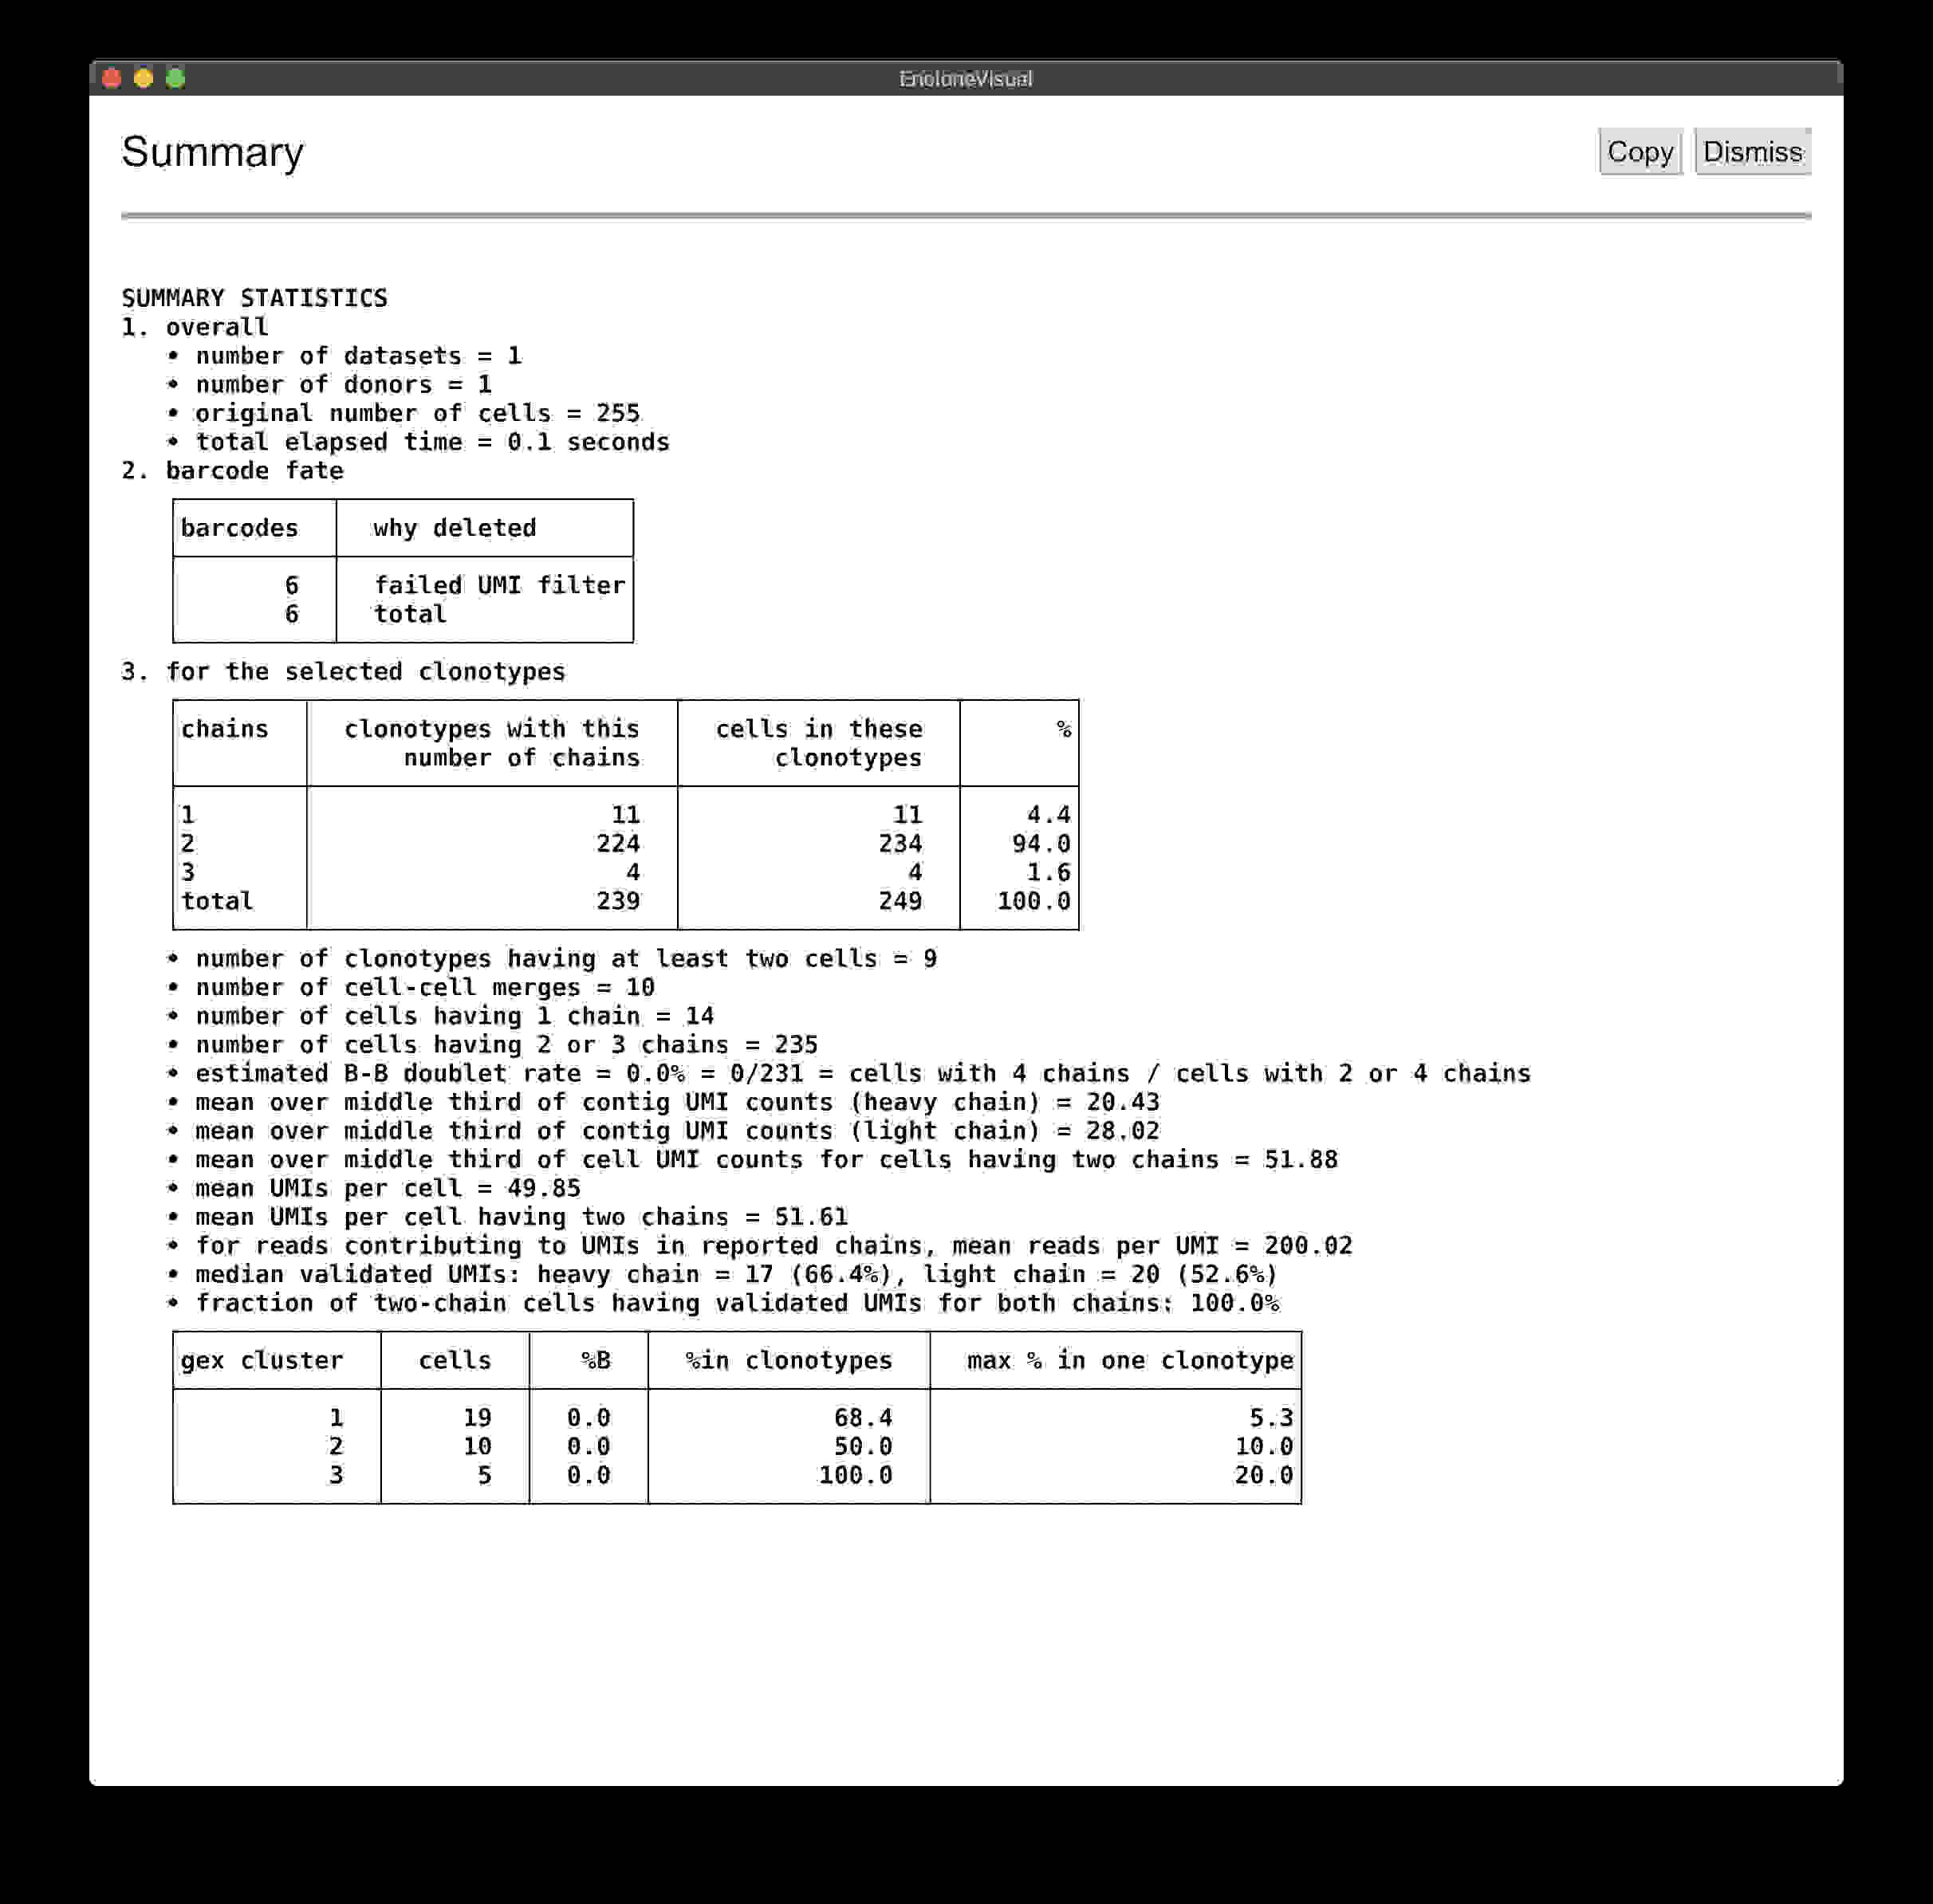 EncloneVisual
Summary Copy Dismiss
SUMMARY STATISTICS
1. overall
• number of datasets = 1
• number of donors = 1
• original number of cells = 255
• total elapsed time = 0.1 seconds
2. barcode fate
barcodes why deleted
6 failed UMI filter
6 total
3. for the selected clonotypes
chains clonotypes with this cells in these %
number of chains clonotypes
1 11 11 4.4
2 224 234 94.0
3 4 4 1.6
total 239 249 100.0
• number of clonotypes having at least two cells = 9
• number of cell-cell merges = 10
• number of cells having 1 chain = 14
• number of cells having 2 or 3 chains = 235
• estimated B-B doublet rate = 0.0% = 0/231 = cells with 4 chains / cells with 2 or 4 chains
• mean over middle third of contig UMI counts (heavy chain) = 20.43
• mean over middle third of contig UMI counts (light chain) = 28.02
• mean over middle third of cell UMI counts for cells having two chains = 51.88
• mean UMIs per cell = 49.85
• mean UMIs per cell having two chains = 51.61
• for reads contributing to UMIs in reported chains, mean reads per UMI = 200.02
• median validated UMIs: heavy chain = 17 (66.4%), light chain = 20 (52.6%)
• fraction of two-chain cells having validated UMIs for both chains: 100.0%
gex cluster cells %B %in clonotypes max % in one clonotype
1 19 0.0 68.4 5.3
2 10 0.0 50.0 10.0
3 5 0.0 100.0 20.0